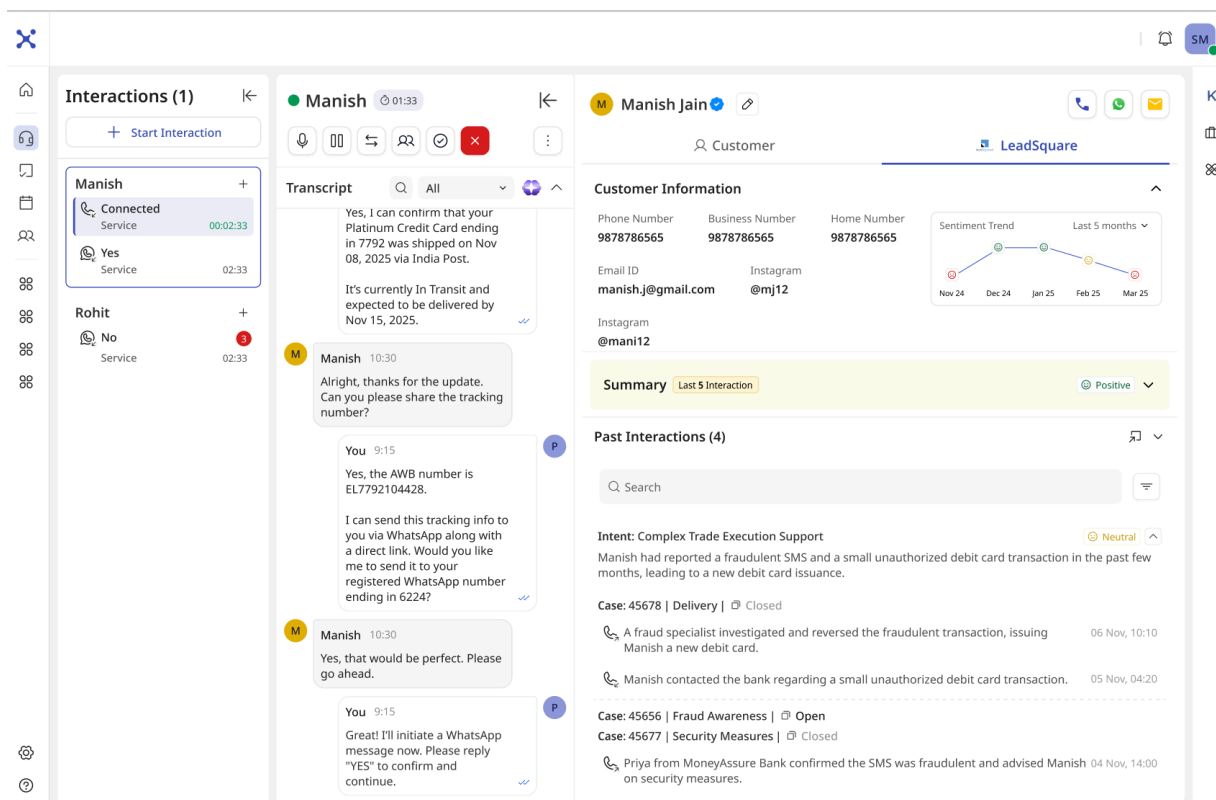 SM
Interactions (1)
Start Interaction
Manish
Connected
Service 00:02:33
Yes
Service 02:33
Rohit
No 3
Service 02:33
Manish 01:33
Transcript All
Yes, I can confirm that your
Platinum Credit Card ending
in 7792 was shipped on Nov
08, 2025 via India Post.
It's currently In Transit and
expected to be delivered by
Nov 15, 2025.
M
Manish 10:30
Alright, thanks for the update.
Can you please share the tracking
number?
P
You 9:15
Yes, the AWB number is
EL7792104428.
I can send this tracking info to
you via WhatsApp along with
a direct link. Would you like
me to send it to your
registered WhatsApp number
ending in 6224?
M
Manish 10:30
Yes, that would be perfect. Please
go ahead.
P
You 9:15
Great! I'll initiate a WhatsApp
message now. Please reply
"YES" to confirm and
continue.
M Manish Jain
Customer
LeadSquare
Customer Information
Phone Number Business Number Home Number
9878786565 9878786565 9878786565
Email ID Instagram
manish.j@gmail.com @mj12
Instagram
@mani12
Sentiment Trend Last 5 months
Nov 24 Dec 24 Jan 25 Feb 25 Mar 25
Summary Last 5 Interaction Positive
Past Interactions (4)
Search
Intent: Complex Trade Execution Support Neutral
Manish had reported a fraudulent SMS and a small unauthorized debit card transaction in the past few
months, leading to a new debit card issuance.
Case: 45678 | Delivery | Closed
A fraud specialist investigated and reversed the fraudulent transaction, issuing 06 Nov, 10:10
Manish a new debit card.
Manish contacted the bank regarding a small unauthorized debit card transaction. 05 Nov, 04:20
Case: 45656 | Fraud Awareness | Open
Case: 45677 | Security Measures | Closed
Priya from MoneyAssure Bank confirmed the SMS was fraudulent and advised Manish 04 Nov, 14:00
on security measures.